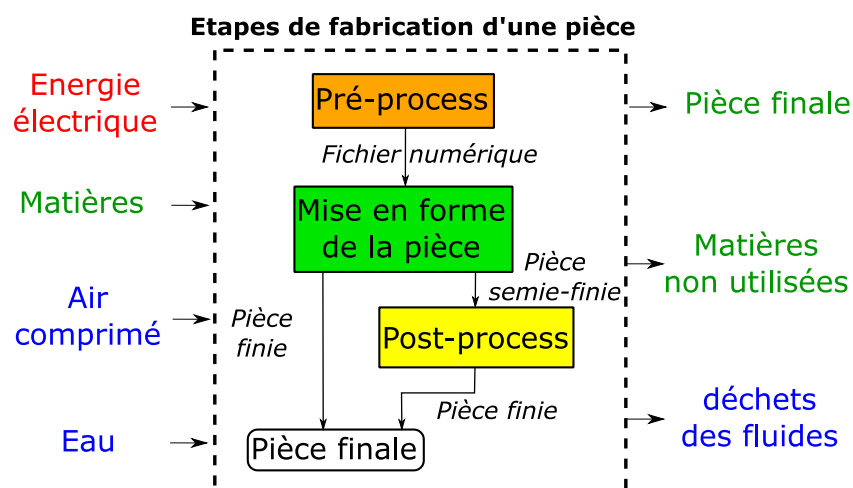 Etapes de fabrication d'une pièce
Energie
électrique
Matières
Air
comprimé
Eau
Pré-process
Fichier numérique
Mise en forme
de la pièce
Pièce
semie-finie
Pièce
finie
Post-process
Pièce finie
Pièce finale
Pièce finale
Matières
non utilisées
déchets
des fluides